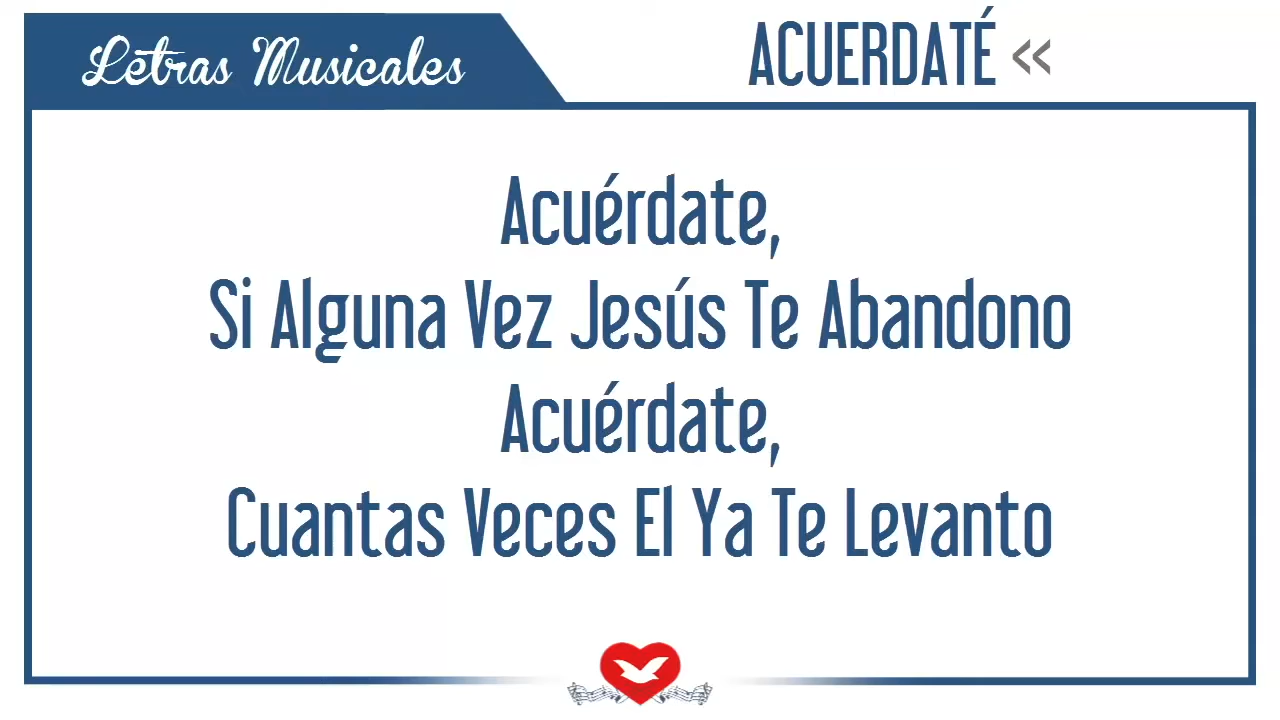 Letras Musicales
ACUERDATÉ <<
Acuérdate,
Si Alguna Vez Jesús Te Abandono
Acuérdate,
Cuantas Veces El Ya Te Levanto